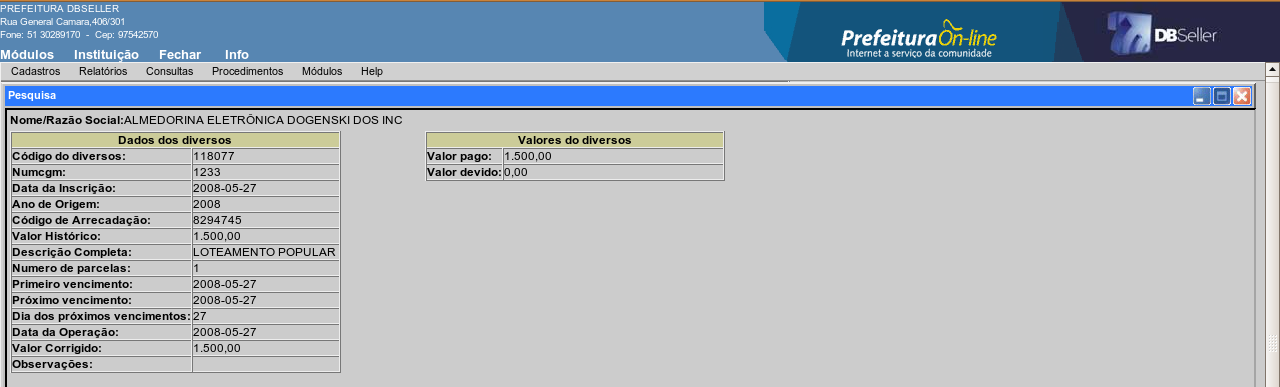 PREFEITURA DBSELLER
Rua General Camara,406/301
Fone: 51 30289170 - Cep: 97542570
PrefeituraOn-line
Internet a serviço da comunidade
DBSeller
Módulos Instituição Fechar Info
Cadastros Relatórios Consultas Procedimentos Módulos Help
Pesquisa
Nome/Razão Social:ALMEDORINA ELETRÔNICA DOGENSKI DOS INC
Dados dos diversos
Código do diversos: 118077
Numcgm: 1233
Data da Inscrição: 2008-05-27
Ano de Origem: 2008
Código de Arrecadação: 8294745
Valor Histórico: 1.500,00
Descrição Completa: LOTEAMENTO POPULAR
Numero de parcelas: 1
Primeiro vencimento: 2008-05-27
Próximo vencimento: 2008-05-27
Dia dos próximos vencimentos: 27
Data da Operação: 2008-05-27
Valor Corrigido: 1.500,00
Observações:
Valores do diversos
Valor pago: 1.500,00
Valor devido: 0,00